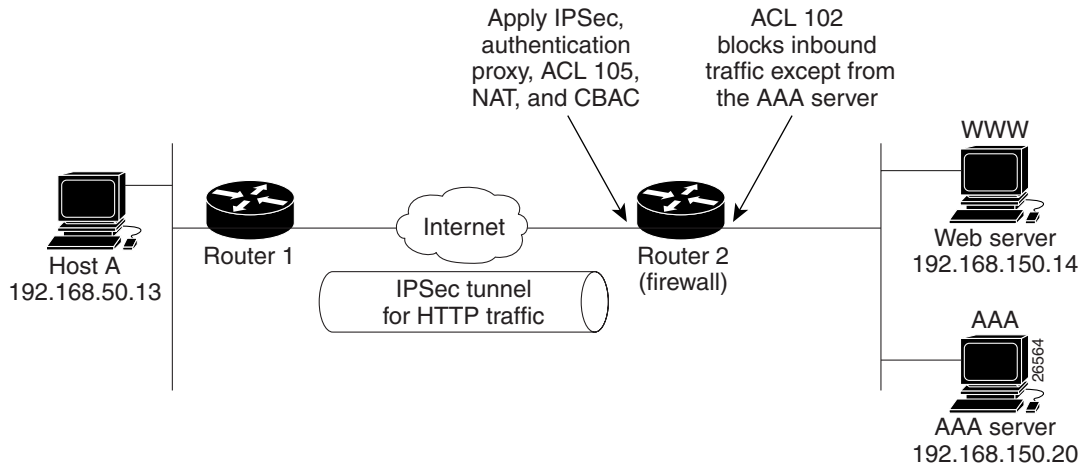 Apply IPSec,
authentication
proxy, ACL 105,
NAT, and CBAC
ACL 102
blocks inbound
traffic except from
the AAA server
WWW
Internet
Host A
192.168.50.13
Router 1
Router 2
(firewall)
Web server
192.168.150.14
IPSec tunnel
for HTTP traffic
AAA
26564
AAA server
192.168.150.20